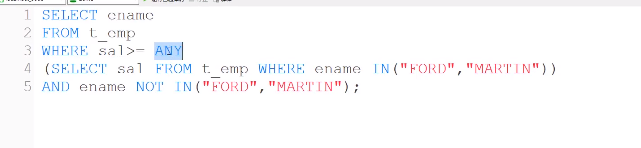 1 SELECT ename
2 FROM t_emp
3 WHERE sal>= ANY
4 (SELECT sal FROM t_emp WHERE ename IN("FORD","MARTIN"))
5 AND ename NOT IN("FORD","MARTIN");